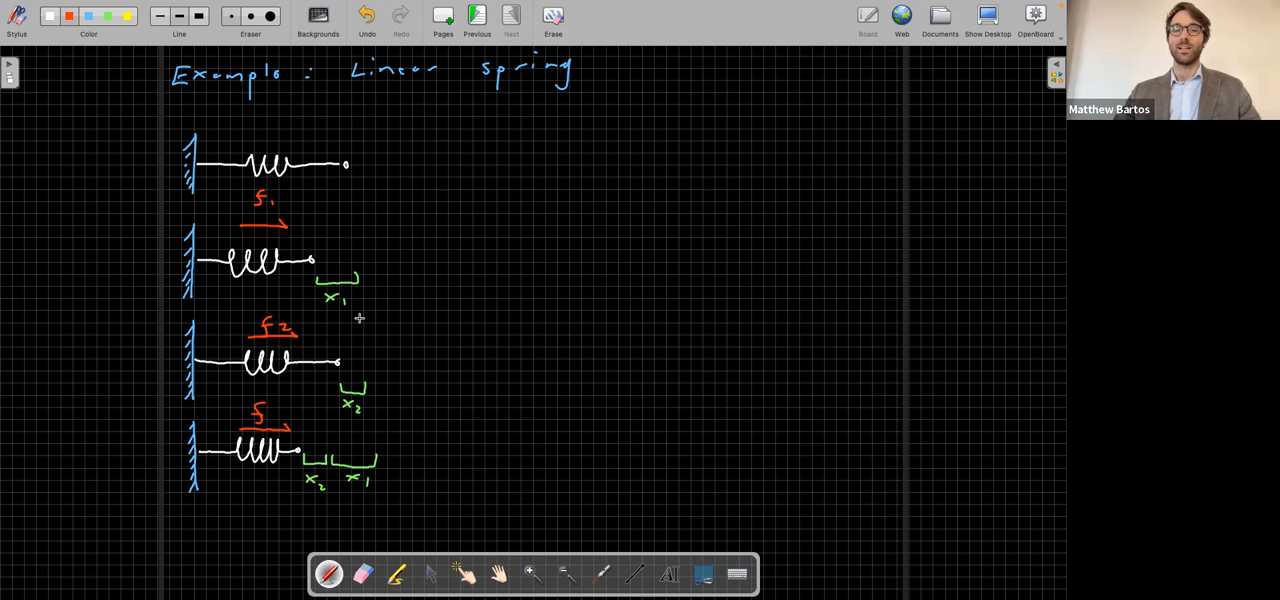 Stylus
Color
Line
Eraser
Backgrounds
Undo
Redo
Pages
Previous
Next
Erase
Board
Web
Documents
Show Desktop
OpenBoard
Matthew Bartos
Example: Linear Spring
f1
x1
f2
x2
f
x2 x1
AI